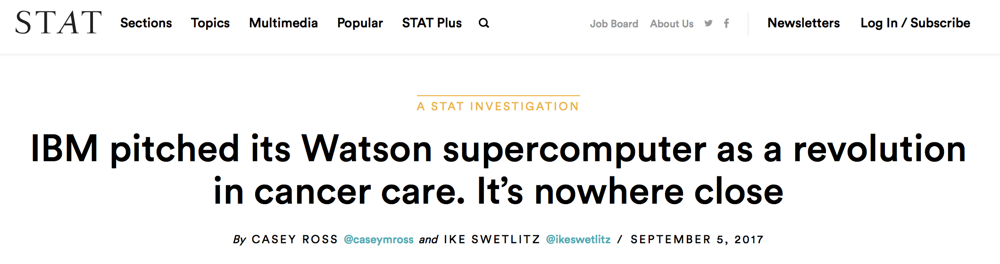 STAT Sections Topics Multimedia Popular STAT Plus Job Board About Us Newsletters Log In / Subscribe
A STAT INVESTIGATION
IBM pitched its Watson supercomputer as a revolution
in cancer care. It’s nowhere close
By CASEY ROSS @caseymross and IKE SWETLITZ @ikeswetlitz / SEPTEMBER 5, 2017